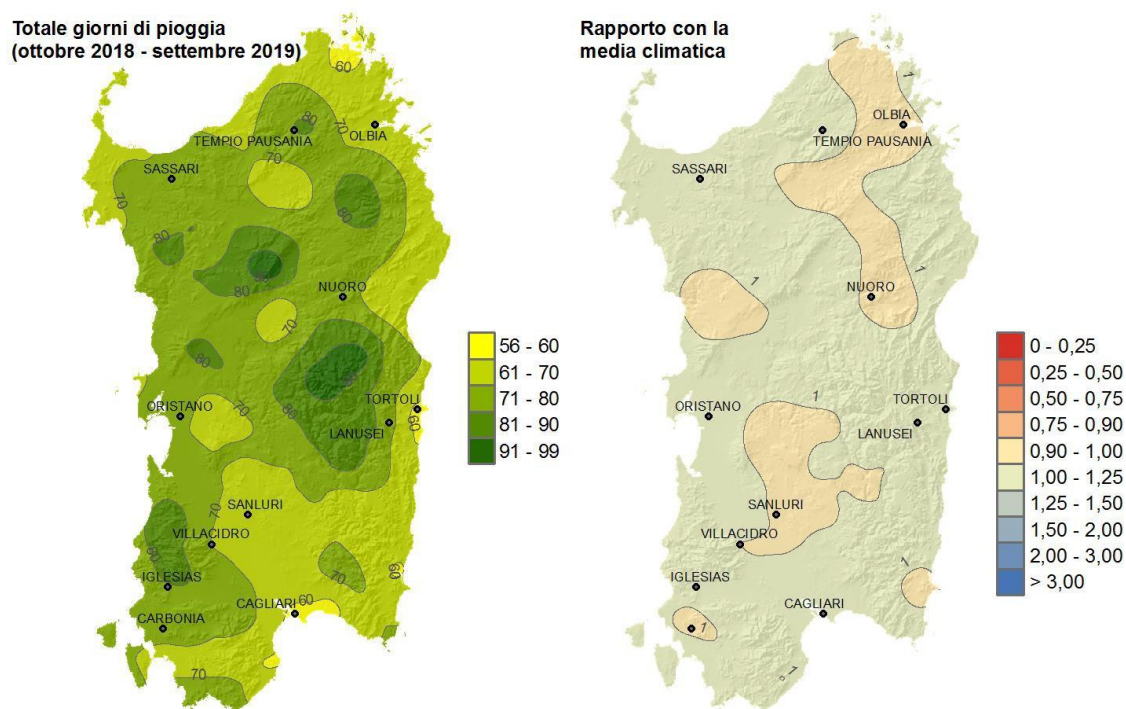 Totale giorni di pioggia
(ottobre 2018 - settembre 2019)
60
80
70
TEMPIO PAUSANIA
OLBIA
70
SASSARI
70
80
80
80
NUORO
70
80
80
TORTOLI
ORISTANO
70
LANUSEI
60
SANLURI
70
VILLACIDRO
80
IGLESIAS
70
60
CAGLIARI
60
CARBONIA
70
56 - 60
61 - 70
71 - 80
81 - 90
91 - 99
Rapporto con la
media climatica
1
OLBIA
TEMPIO PAUSANIA
SASSARI
1
1
NUORO
1
TORTOLI
ORISTANO
LANUSEI
SANLURI
VILLACIDRO
1
IGLESIAS
CAGLIARI
1
1
0 - 0,25
0,25 - 0,50
0,50 - 0,75
0,75 - 0,90
0,90 - 1,00
1,00 - 1,25
1,25 - 1,50
1,50 - 2,00
2,00 - 3,00
> 3,00